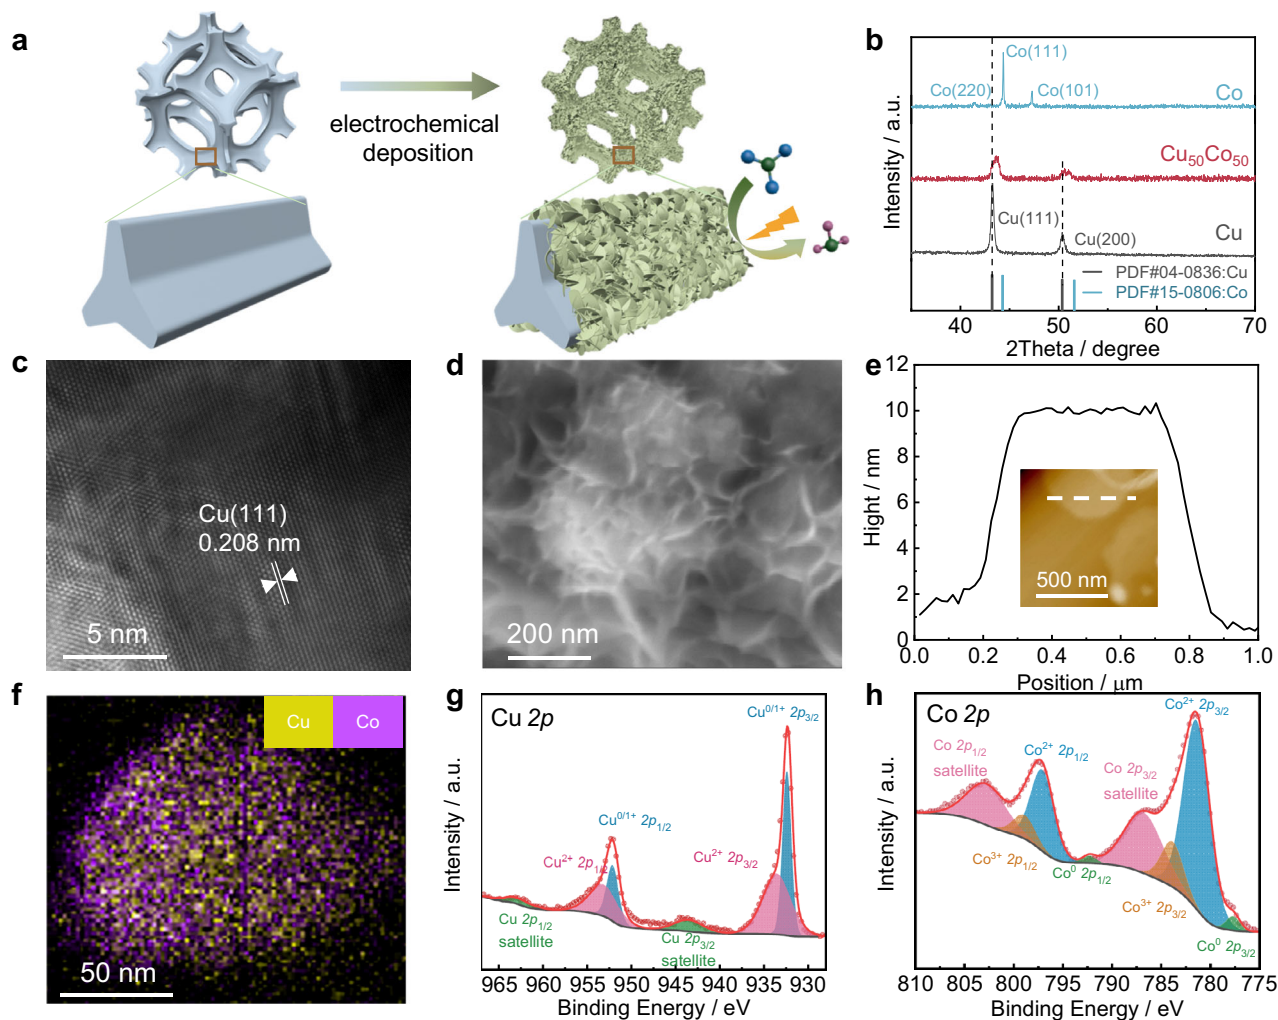 a
electrochemical
deposition
b
Co(111)
Co(220)
Co(101)
Co
Cu₅₀Co₅₀
Cu(111)
Cu(200)
Cu
PDF#04-0836:Cu
PDF#15-0806:Co
40 50 60 70
2Theta / degree
Intensity / a.u.
c
Cu(111)
0.208 nm
5 nm
d
200 nm
e
12
10
8
6
4
2
0
Hight / nm
500 nm
0.0 0.2 0.4 0.6 0.8 1.0
Position / μm
f
Cu Co
50 nm
g
Cu 2p
Cu⁰/¹⁺ 2p₃/₂
Cu⁰/¹⁺ 2p₁/₂
Cu²⁺ 2p₁/₂
Cu²⁺ 2p₃/₂
Cu 2p₁/₂
satellite
Cu 2p₃/₂
satellite
965 960 955 950 945 940 935 930
Binding Energy / eV
Intensity / a.u.
h
Co 2p
Co²⁺ 2p₃/₂
Co 2p₁/₂
satellite
Co²⁺ 2p₁/₂
Co 2p₃/₂
satellite
Co³⁺ 2p₁/₂
Co⁰ 2p₁/₂
Co³⁺ 2p₃/₂
Co⁰ 2p₃/₂
810 805 800 795 790 785 780 775
Binding Energy / eV
Intensity / a.u.